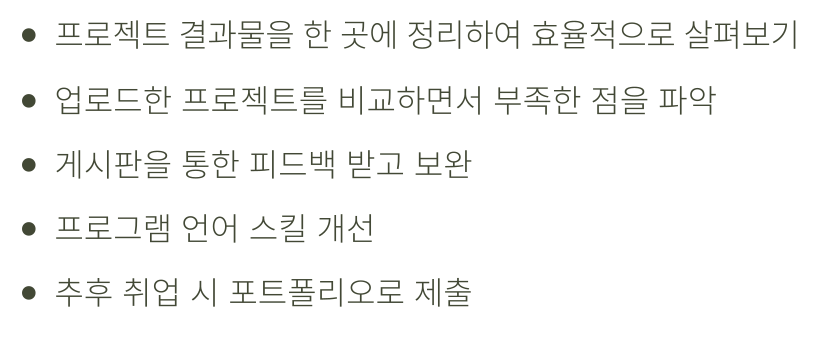 ● 프로젝트 결과물을 한 곳에 정리하여 효율적으로 살펴보기
● 업로드한 프로젝트를 비교하면서 부족한 점을 파악
● 게시판을 통한 피드백 받고 보완
● 프로그램 언어 스킬 개선
● 추후 취업 시 포트폴리오로 제출